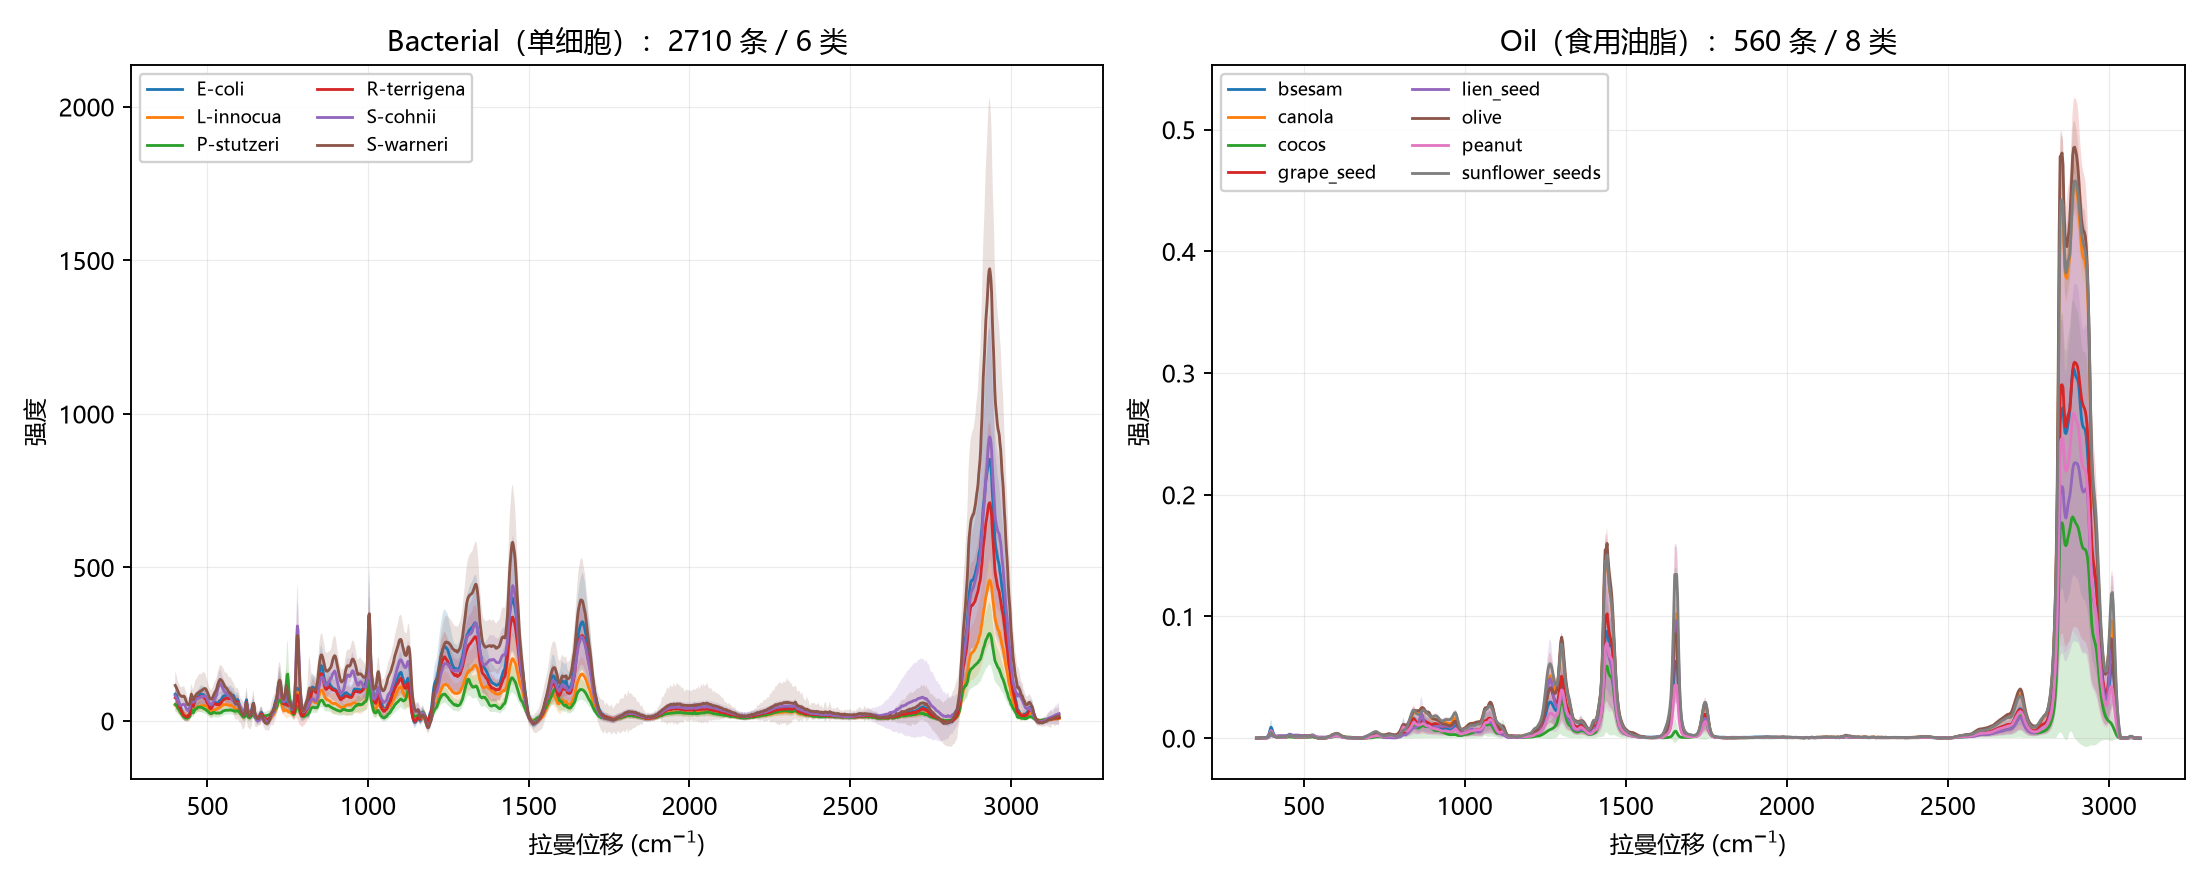 Bacterial（单细胞）：2710 条 / 6 类
E-coli
L-innocua
P-stutzeri
R-terrigena
S-cohnii
S-warneri
强度
2000
1500
1000
500
0
500 1000 1500 2000 2500 3000
拉曼位移 (cm⁻¹)
Oil（食用油脂）：560 条 / 8 类
bsesam
canola
cocos
grape_seed
lien_seed
olive
peanut
sunflower_seeds
强度
0.5
0.4
0.3
0.2
0.1
0.0
500 1000 1500 2000 2500 3000
拉曼位移 (cm⁻¹)